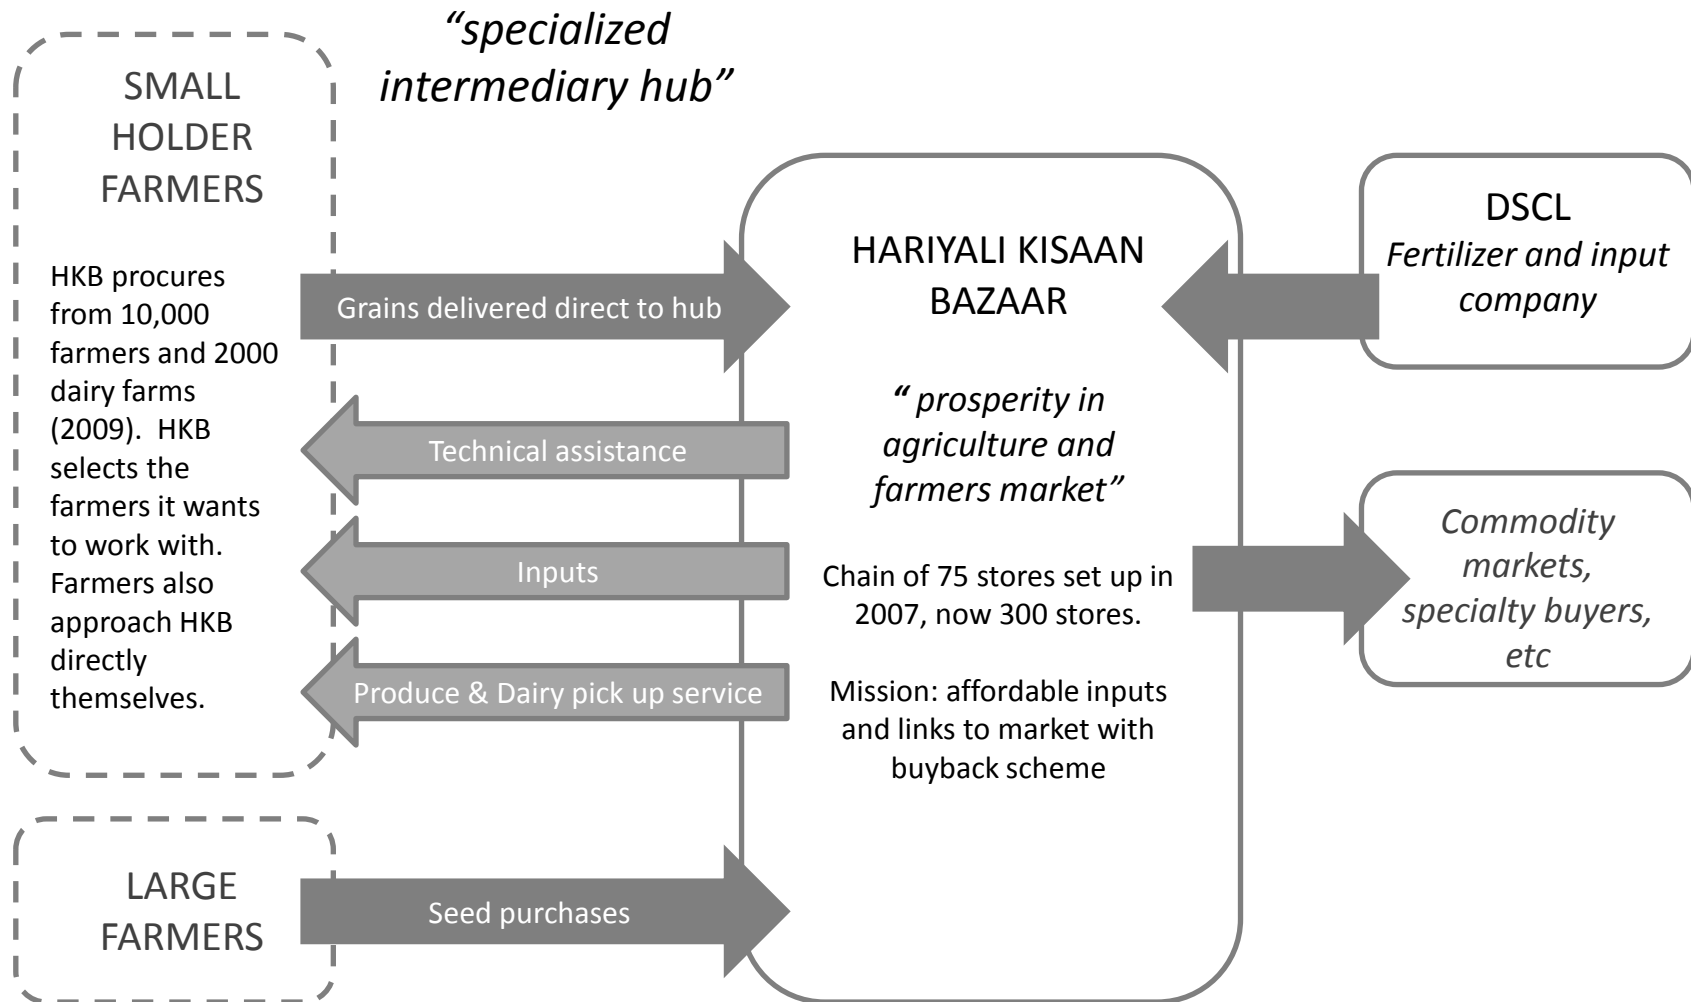 “specialized
intermediary hub”
SMALL
HOLDER
FARMERS
HKB procures
from 10,000
farmers and 2000
dairy farms
(2009).  HKB
selects the
farmers it wants
to work with.
Farmers also
approach HKB
directly
themselves.
Grains delivered direct to hub
Technical assistance
Inputs
Produce & Dairy pick up service
LARGE
FARMERS
Seed purchases
HARIYALI KISAAN
BAZAAR
“ prosperity in
agriculture and
farmers market”
Chain of 75 stores set up in
2007, now 300 stores.
Mission: affordable inputs
and links to market with
buyback scheme
DSCL
Fertilizer and input
company
Commodity
markets,
specialty buyers,
etc